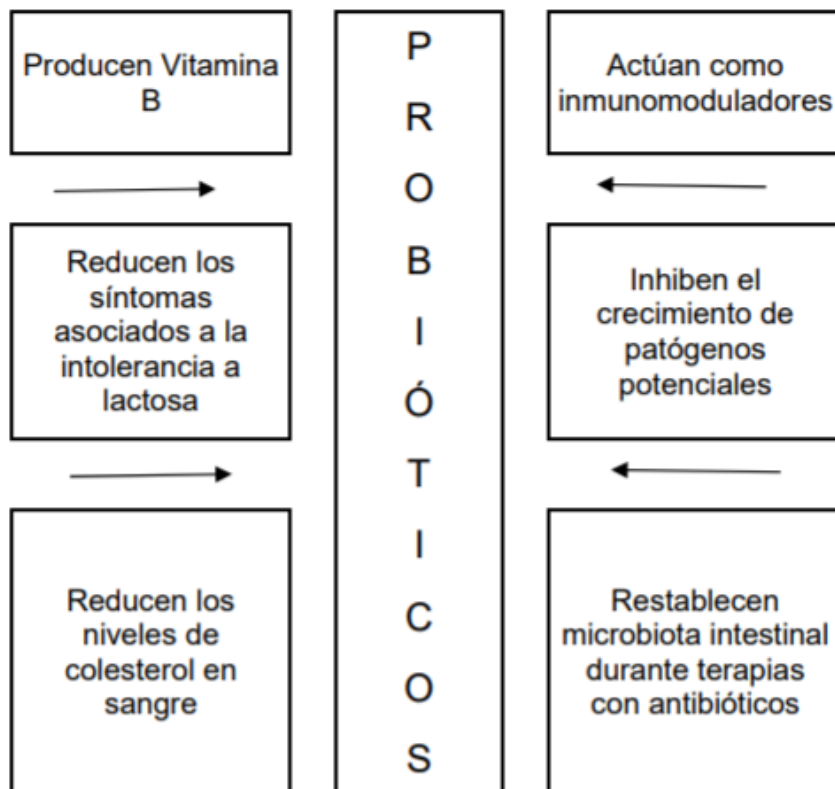 Producen Vitamina
B
Reducen los
síntomas
asociados a la
intolerancia a
lactosa
Reducen los
niveles de
colesterol en
sangre
P
R
O
B
I
Ó
T
I
C
O
S
Actúan como
inmunomoduladores
Inhiben el
crecimiento de
patógenos
potenciales
Restablecen
microbiota intestinal
durante terapias
con antibióticos